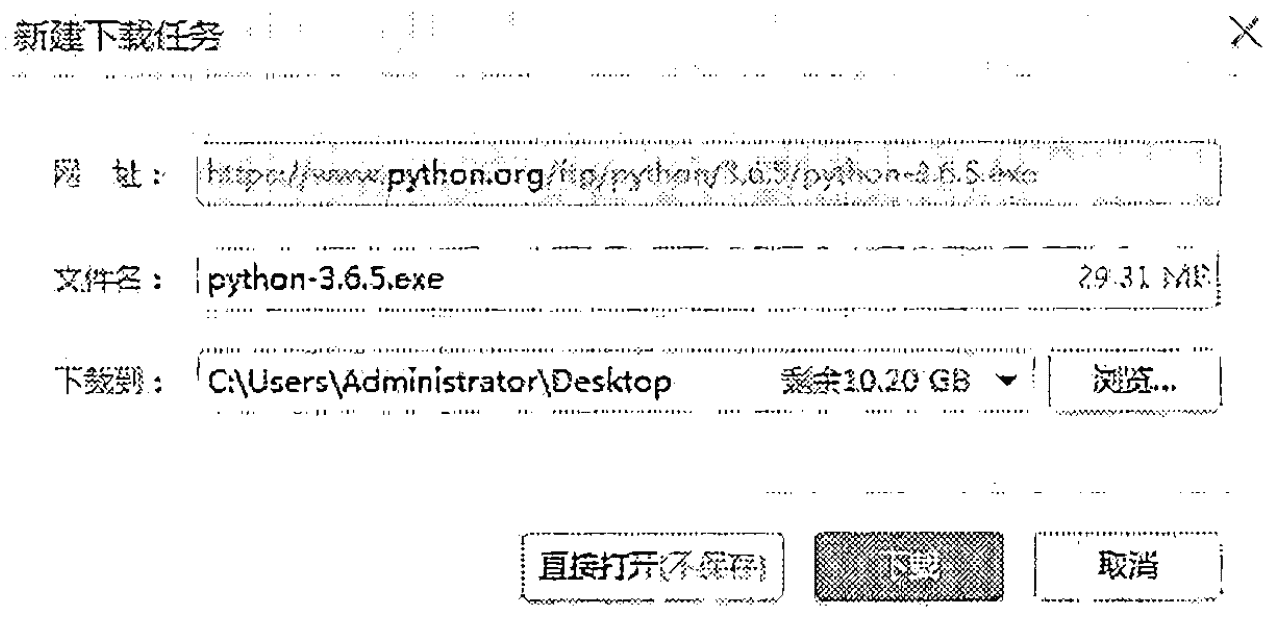 新建下载任务
网 址： https://www.python.org/ftp/python/3.6.5/python-3.6.5.exe
文件名： python-3.6.5.exe 29.31 MB
下载到： C:\Users\Administrator\Desktop 剩余10.20 GB 浏览...
直接打开(不保存) 下载 取消